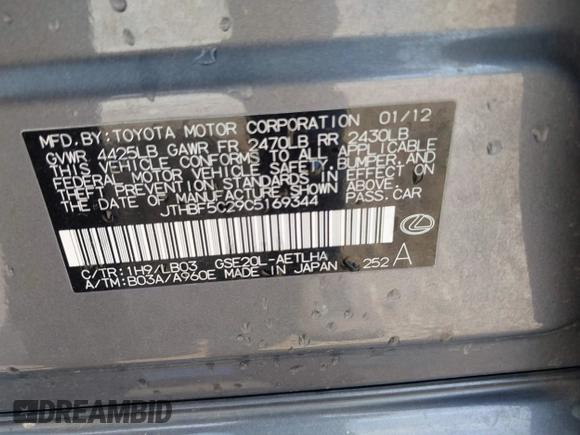 MFD. BY: TOYOTA MOTOR CORPORATION 01/12
GVWR 4425LB GAWR FR 2470LB RR 2430LB
THIS VEHICLE CONFORMS TO ALL APPLICABLE
FEDERAL MOTOR VEHICLE SAFETY, BUMPER, AND
THEFT PREVENTION STANDARDS IN EFFECT ON
THE DATE OF MANUFACTURE SHOWN ABOVE.
JTHBF5C29C5169344 PASS. CAR
C/TR: 1H9/LB03 GSE20L-AETLHA 252 A
A/TM: B03A/A960E MADE IN JAPAN
DREAMBID